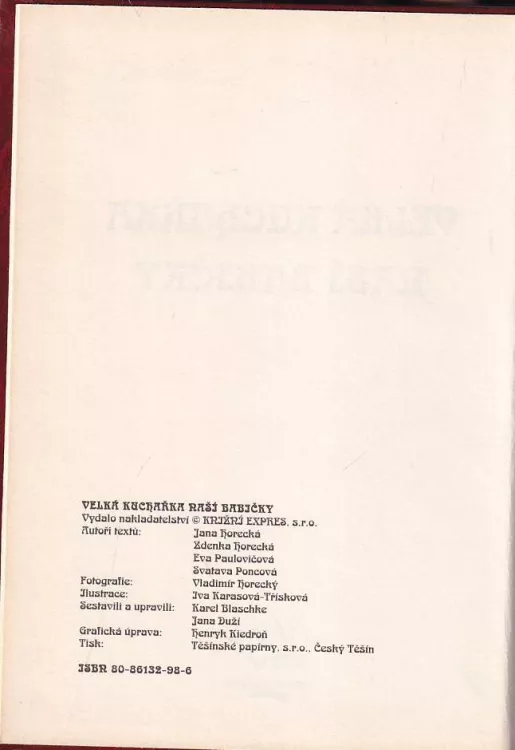 VELKÁ KUCHAŘKA NAŠÍ BABIČKY
Vydalo nakladatelství © KNIŽNÍ EXPRES, s.r.o.
Autoři textů: Jana Horecká
Zdenka Horecká
Eva Paulovičová
Svatava Poncová
Fotografie: Vladimír Horecký
Ilustrace: Iva Karasová-Třísková
Sestavili a upravili: Karel Blaschke
Jana Duží
Grafická úprava: Henryk Kiedroń
Tisk: Těšínské papírny, s.r.o., Český Těšín
ISBN 80-86132-98-6